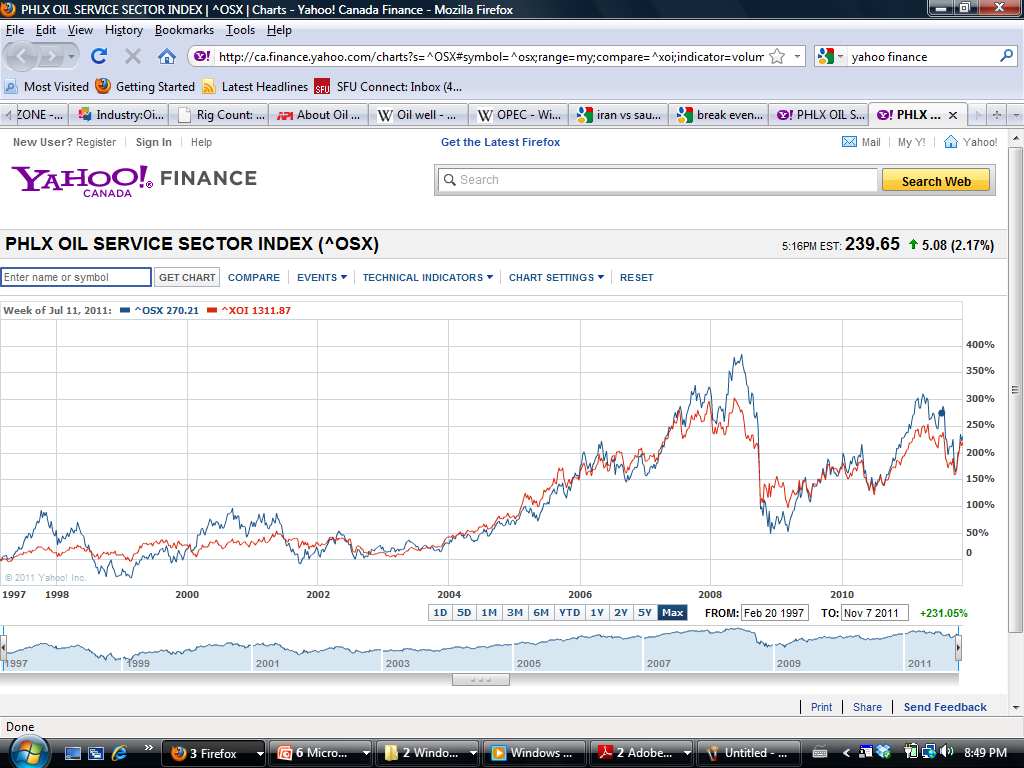 PHLX OIL SERVICE SECTOR INDEX | ^OSX | Charts - Yahoo! Canada Finance - Mozilla Firefox
File Edit View History Bookmarks Tools Help
http://ca.finance.yahoo.com/charts?s=^OSX#symbol=^osx;range=my;compare=^xoi;indicator=volum yahoo finance
Most Visited Getting Started Latest Headlines SFU SFU Connect: Inbox (4...
ZONE -... Industry:Oi... Rig Count: ... API About Oil ... W Oil well - ... W OPEC - Wi... iran vs sau... break even... Y! PHLX OIL S... Y! PHLX ...
New User? Register Sign In Help Get the Latest Firefox Mail My Y! Yahoo!
YAHOO!® FINANCE
CANADA
Search Search Web
PHLX OIL SERVICE SECTOR INDEX (^OSX) 5:16PM EST: 239.65 5.08 (2.17%)
Enter name or symbol GET CHART COMPARE EVENTS TECHNICAL INDICATORS CHART SETTINGS RESET
Week of Jul 11, 2011: ^OSX 270.21 ^XOI 1311.87
400%
350%
300%
250%
200%
150%
100%
50%
0
© 2011 Yahoo! Inc.
1997 1998 2000 2002 2004 2006 2008 2010
1D 5D 1M 3M 6M YTD 1Y 2Y 5Y Max FROM: Feb 20 1997 TO: Nov 7 2011 +231.05%
1997 1999 2001 2003 2005 2007 2009 2011
Print Share Send Feedback
Done
3 Firefox 6 Micro... 2 Windo... Windows ... 2 Adobe... Untitled - ... 8:49 PM